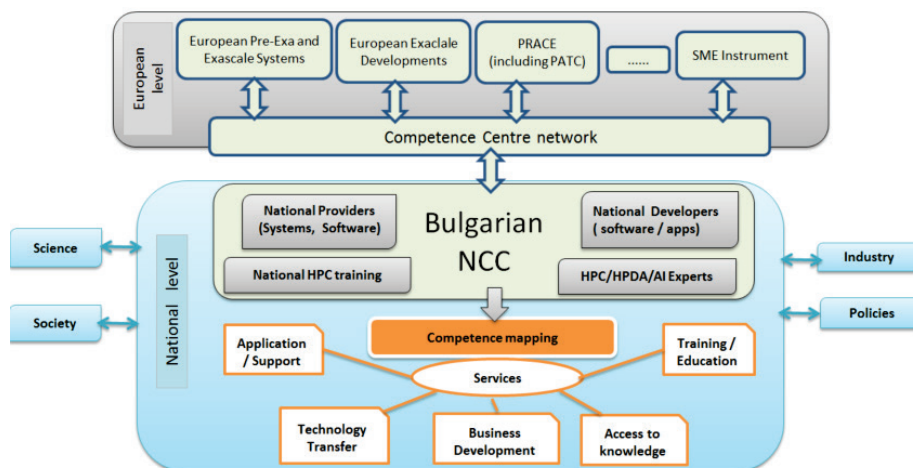 European level
European Pre-Exa and
Exascale Systems
European Exaclale
Developments
PRACE
(including PATC)
......
SME Instrument
Competence Centre network
National level
National Providers
(Systems, Software)
Bulgarian
NCC
National Developers
( software / apps)
National HPC training
HPC/HPDA/AI Experts
Science
Society
Industry
Policies
Competence mapping
Application
/ Support
Services
Training /
Education
Technology
Transfer
Business
Development
Access to
knowledge